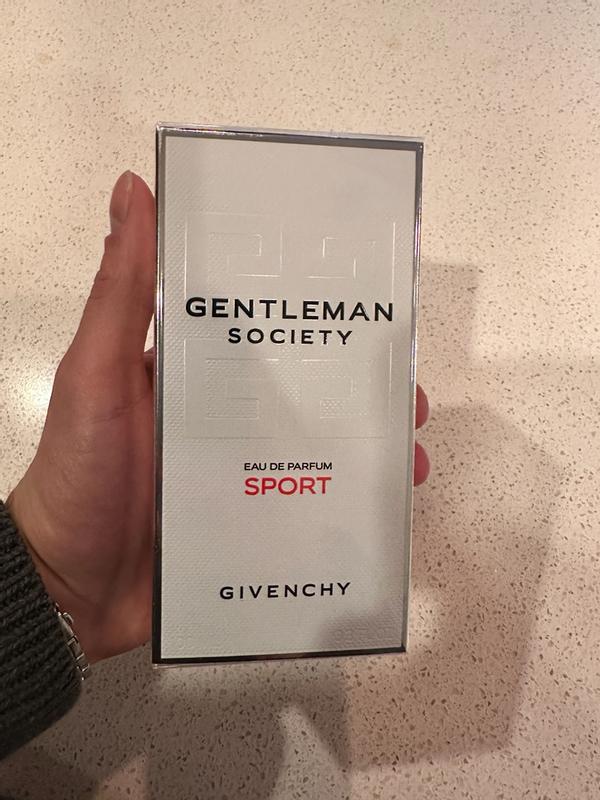 GENTLEMAN
SOCIETY
EAU DE PARFUM
SPORT
GIVENCHY